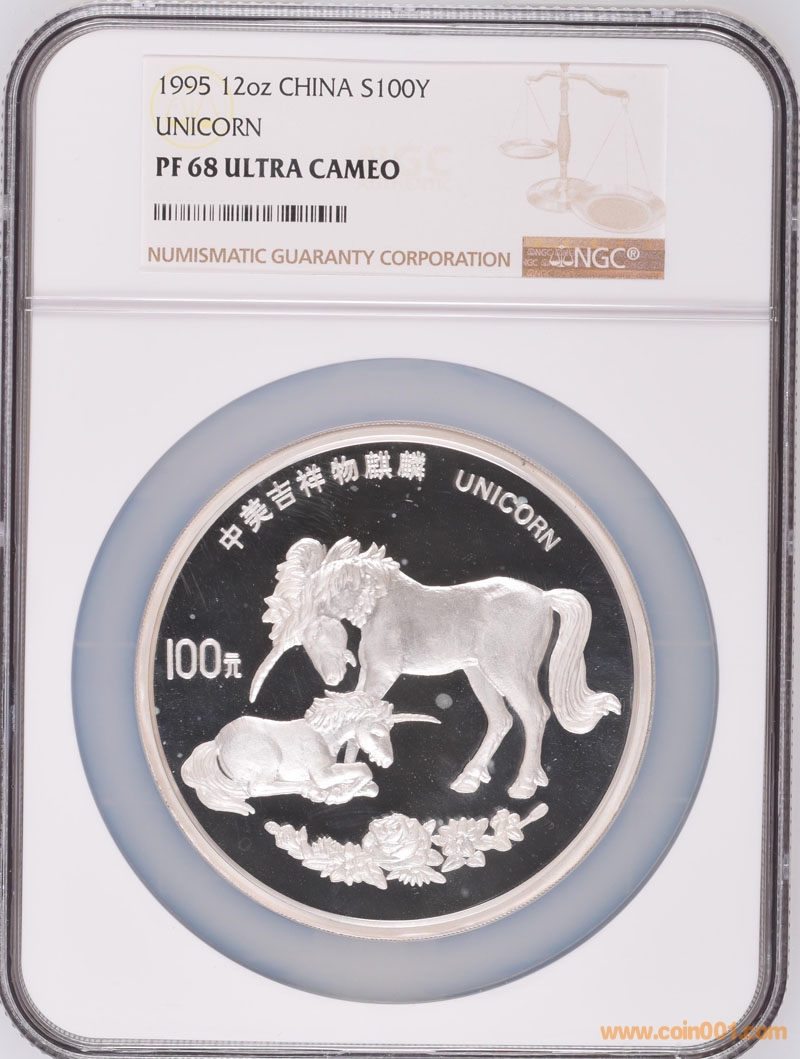 1995 12oz CHINA S100Y
UNICORN
PF 68 ULTRA CAMEO
NUMISMATIC GUARANTY CORPORATION
NGC®
中美吉祥物麒麟 UNICORN
100元
www.coin001.com